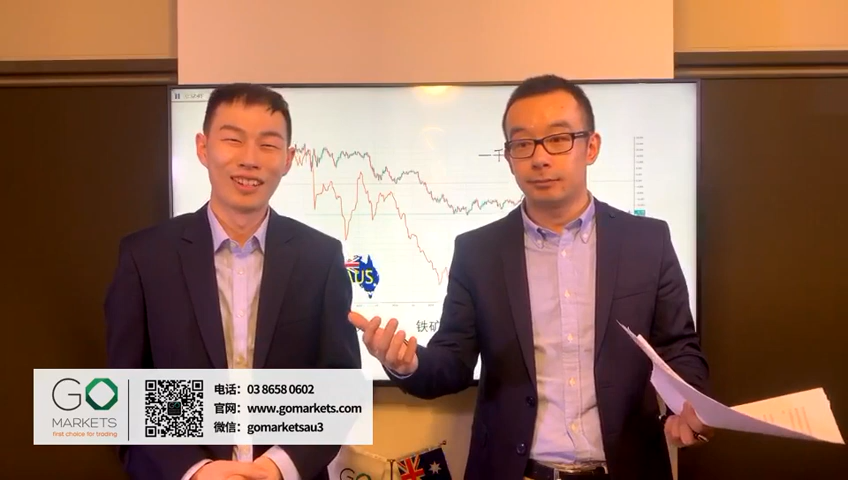 一千
AUS
铁矿
GO
MARKETS
first choice for trading
电话： 03 8658 0602
官网： www.gomarkets.com
微信： gomarketsau3
GO